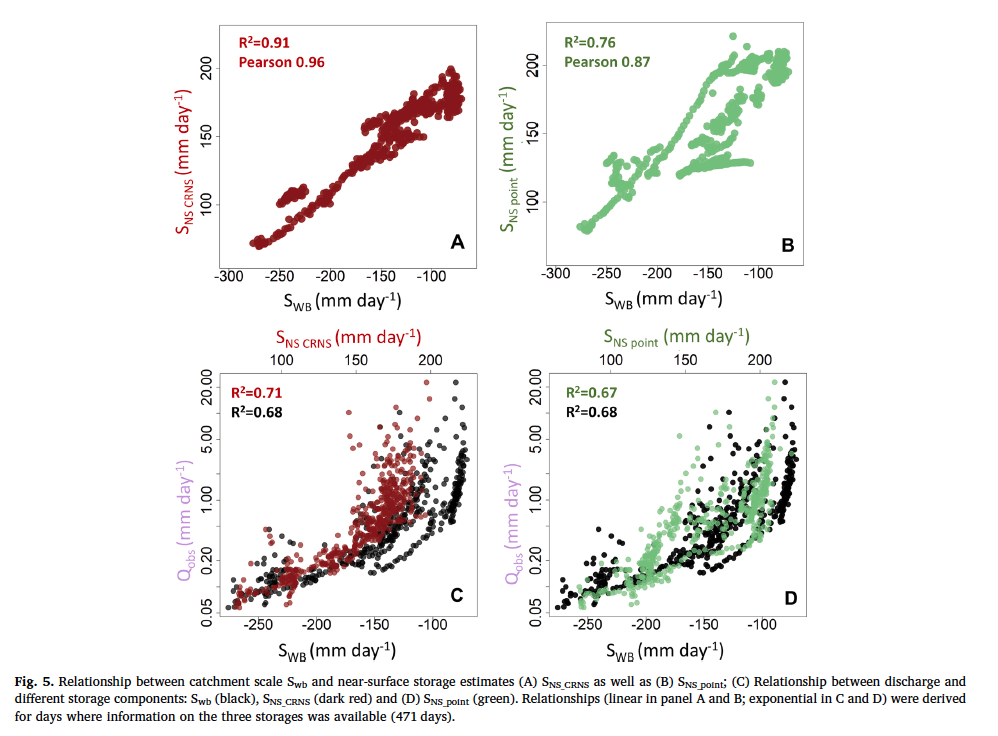 R²=0.91
Pearson 0.96
S_NS CRNS (mm day⁻¹)
200
150
100
A
-300 -250 -200 -150 -100
S_WB (mm day⁻¹)
R²=0.76
Pearson 0.87
S_NS point (mm day⁻¹)
200
150
100
B
-300 -250 -200 -150 -100
S_WB (mm day⁻¹)
S_NS CRNS (mm day⁻¹)
100 150 200
R²=0.71
R²=0.68
Q_obs (mm day⁻¹)
20.00
5.00
1.00
0.20
0.05
C
-250 -200 -150 -100
S_WB (mm day⁻¹)
S_NS point (mm day⁻¹)
100 150 200
R²=0.67
R²=0.68
Q_obs (mm day⁻¹)
20.00
5.00
1.00
0.20
0.05
D
-250 -200 -150 -100
S_WB (mm day⁻¹)
Fig. 5. Relationship between catchment scale S_wb and near-surface storage estimates (A) S_NS_CRNS as well as (B) S_NS_point; (C) Relationship between discharge and
different storage components: S_wb (black), S_NS_CRNS (dark red) and (D) S_NS_point (green). Relationships (linear in panel A and B; exponential in C and D) were derived
for days where information on the three storages was available (471 days).